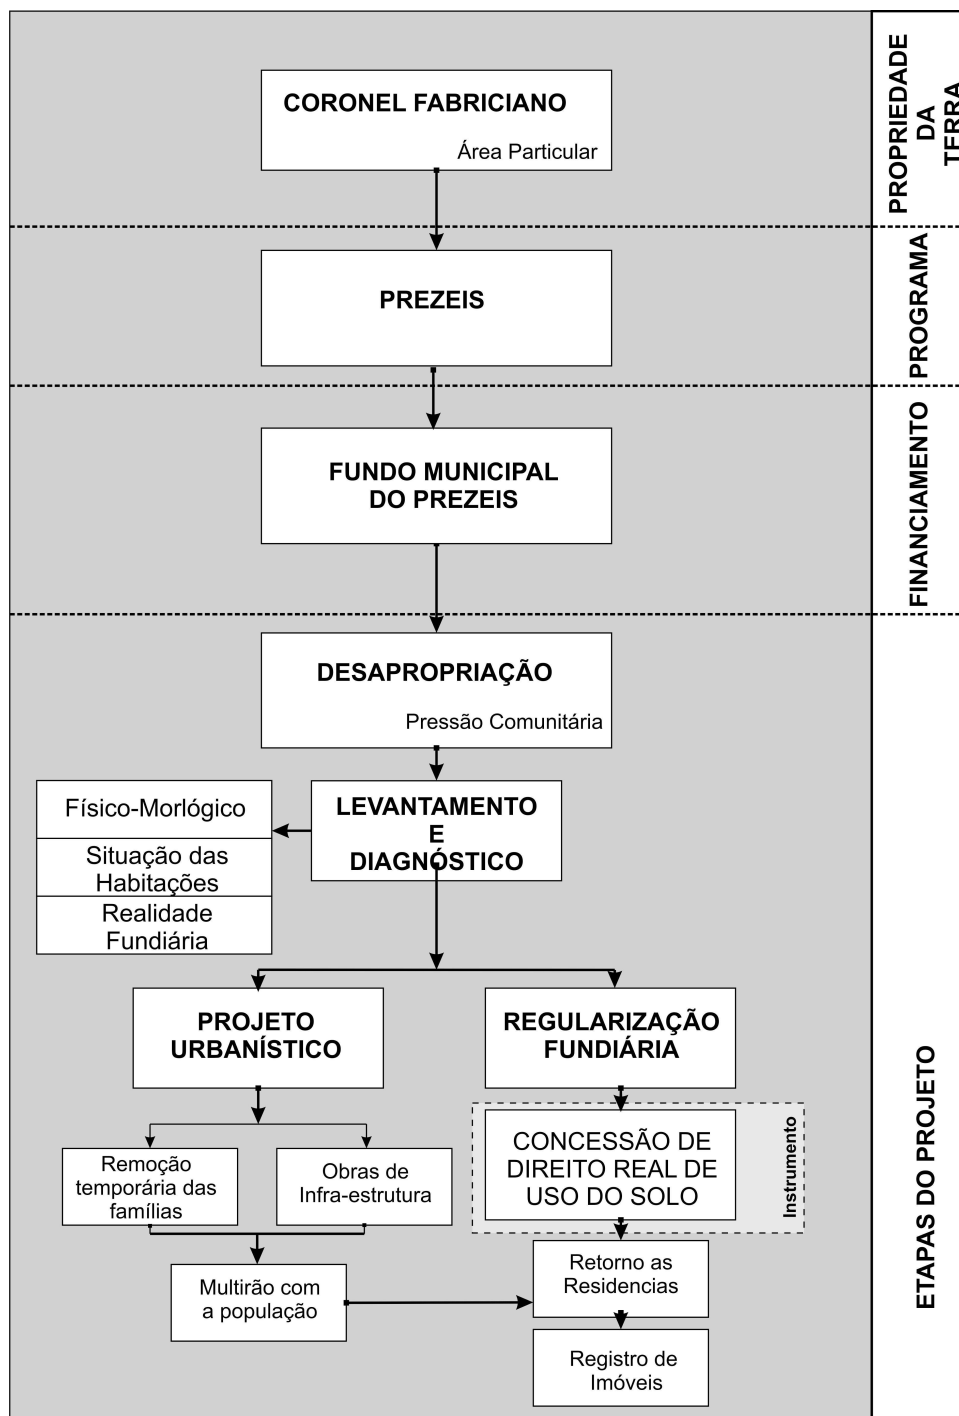 CORONEL FABRICIANO
Área Particular
PROPRIEDADE
DA
TERRA
PREZEIS
PROGRAMA
FUNDO MUNICIPAL
DO PREZEIS
FINANCIAMENTO
DESAPROPRIAÇÃO
Pressão Comunitária
LEVANTAMENTO
E
DIAGNÓSTICO
Físico-Morlógico
Situação das
Habitações
Realidade
Fundiária
PROJETO
URBANÍSTICO
REGULARIZAÇÃO
FUNDIÁRIA
Remoção
temporária das
famílias
Obras de
Infra-estrutura
CONCESSÃO DE
DIREITO REAL DE
USO DO SOLO
Instrumento
Multirão com
a população
Retorno as
Residencias
Registro de
Imóveis
ETAPAS DO PROJETO